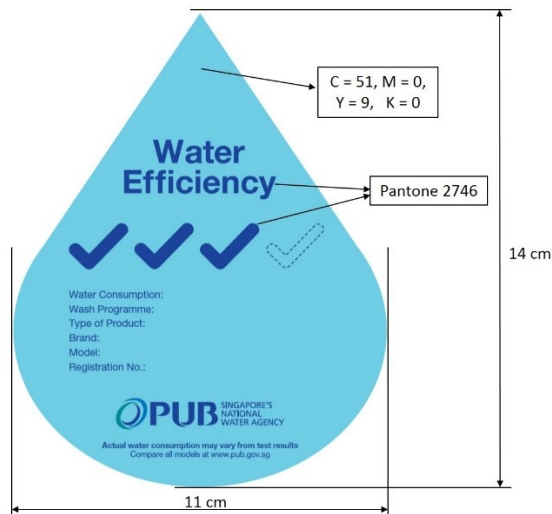 C = 51, M = 0,
Y = 9, K = 0
Water
Efficiency
Pantone 2746
14 cm
Water Consumption:
Wash Programme:
Type of Product:
Brand:
Model:
Registration No.:
PUB SINGAPORE'S
NATIONAL
WATER AGENCY
Actual water consumption may vary from test results
Compare all models at www.pub.gov.sg
11 cm